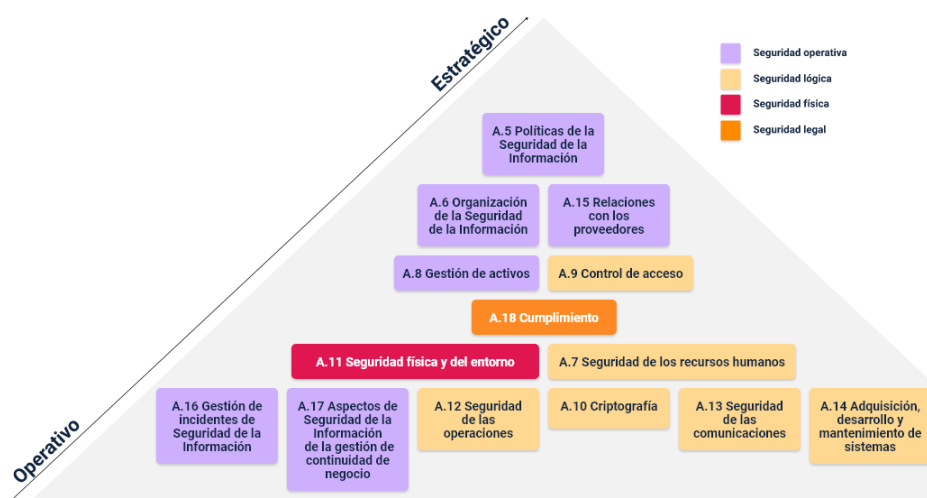 Estratégico
Operativo
Seguridad operativa
Seguridad lógica
Seguridad física
Seguridad legal
A.5 Políticas de la
Seguridad de la
Información
A.6 Organización
de la Seguridad
de la Información
A.15 Relaciones
con los
proveedores
A.8 Gestión de activos
A.9 Control de acceso
A.18 Cumplimiento
A.11 Seguridad física y del entorno
A.7 Seguridad de los recursos humanos
A.16 Gestión de
incidentes de
Seguridad de la
Información
A.17 Aspectos de
Seguridad de la
Información
de la gestión de
continuidad de
negocio
A.12 Seguridad
de las
operaciones
A.10 Criptografía
A.13 Seguridad
de las
comunicaciones
A.14 Adquisición,
desarrollo y
mantenimiento de
sistemas